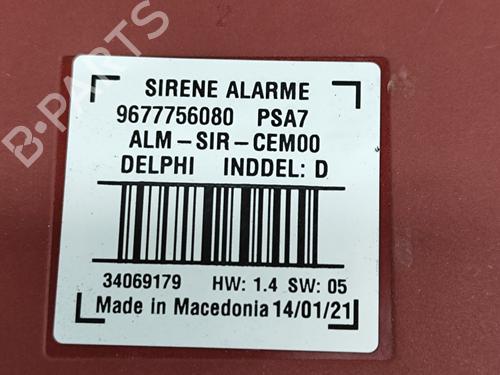 SIRENE ALARME
9677756080 PSA7
ALM-SIR-CEM00
DELPHI INDDEL: D
34069179 HW: 1.4 SW: 05
Made in Macedonia 14/01/21
B-PARTS